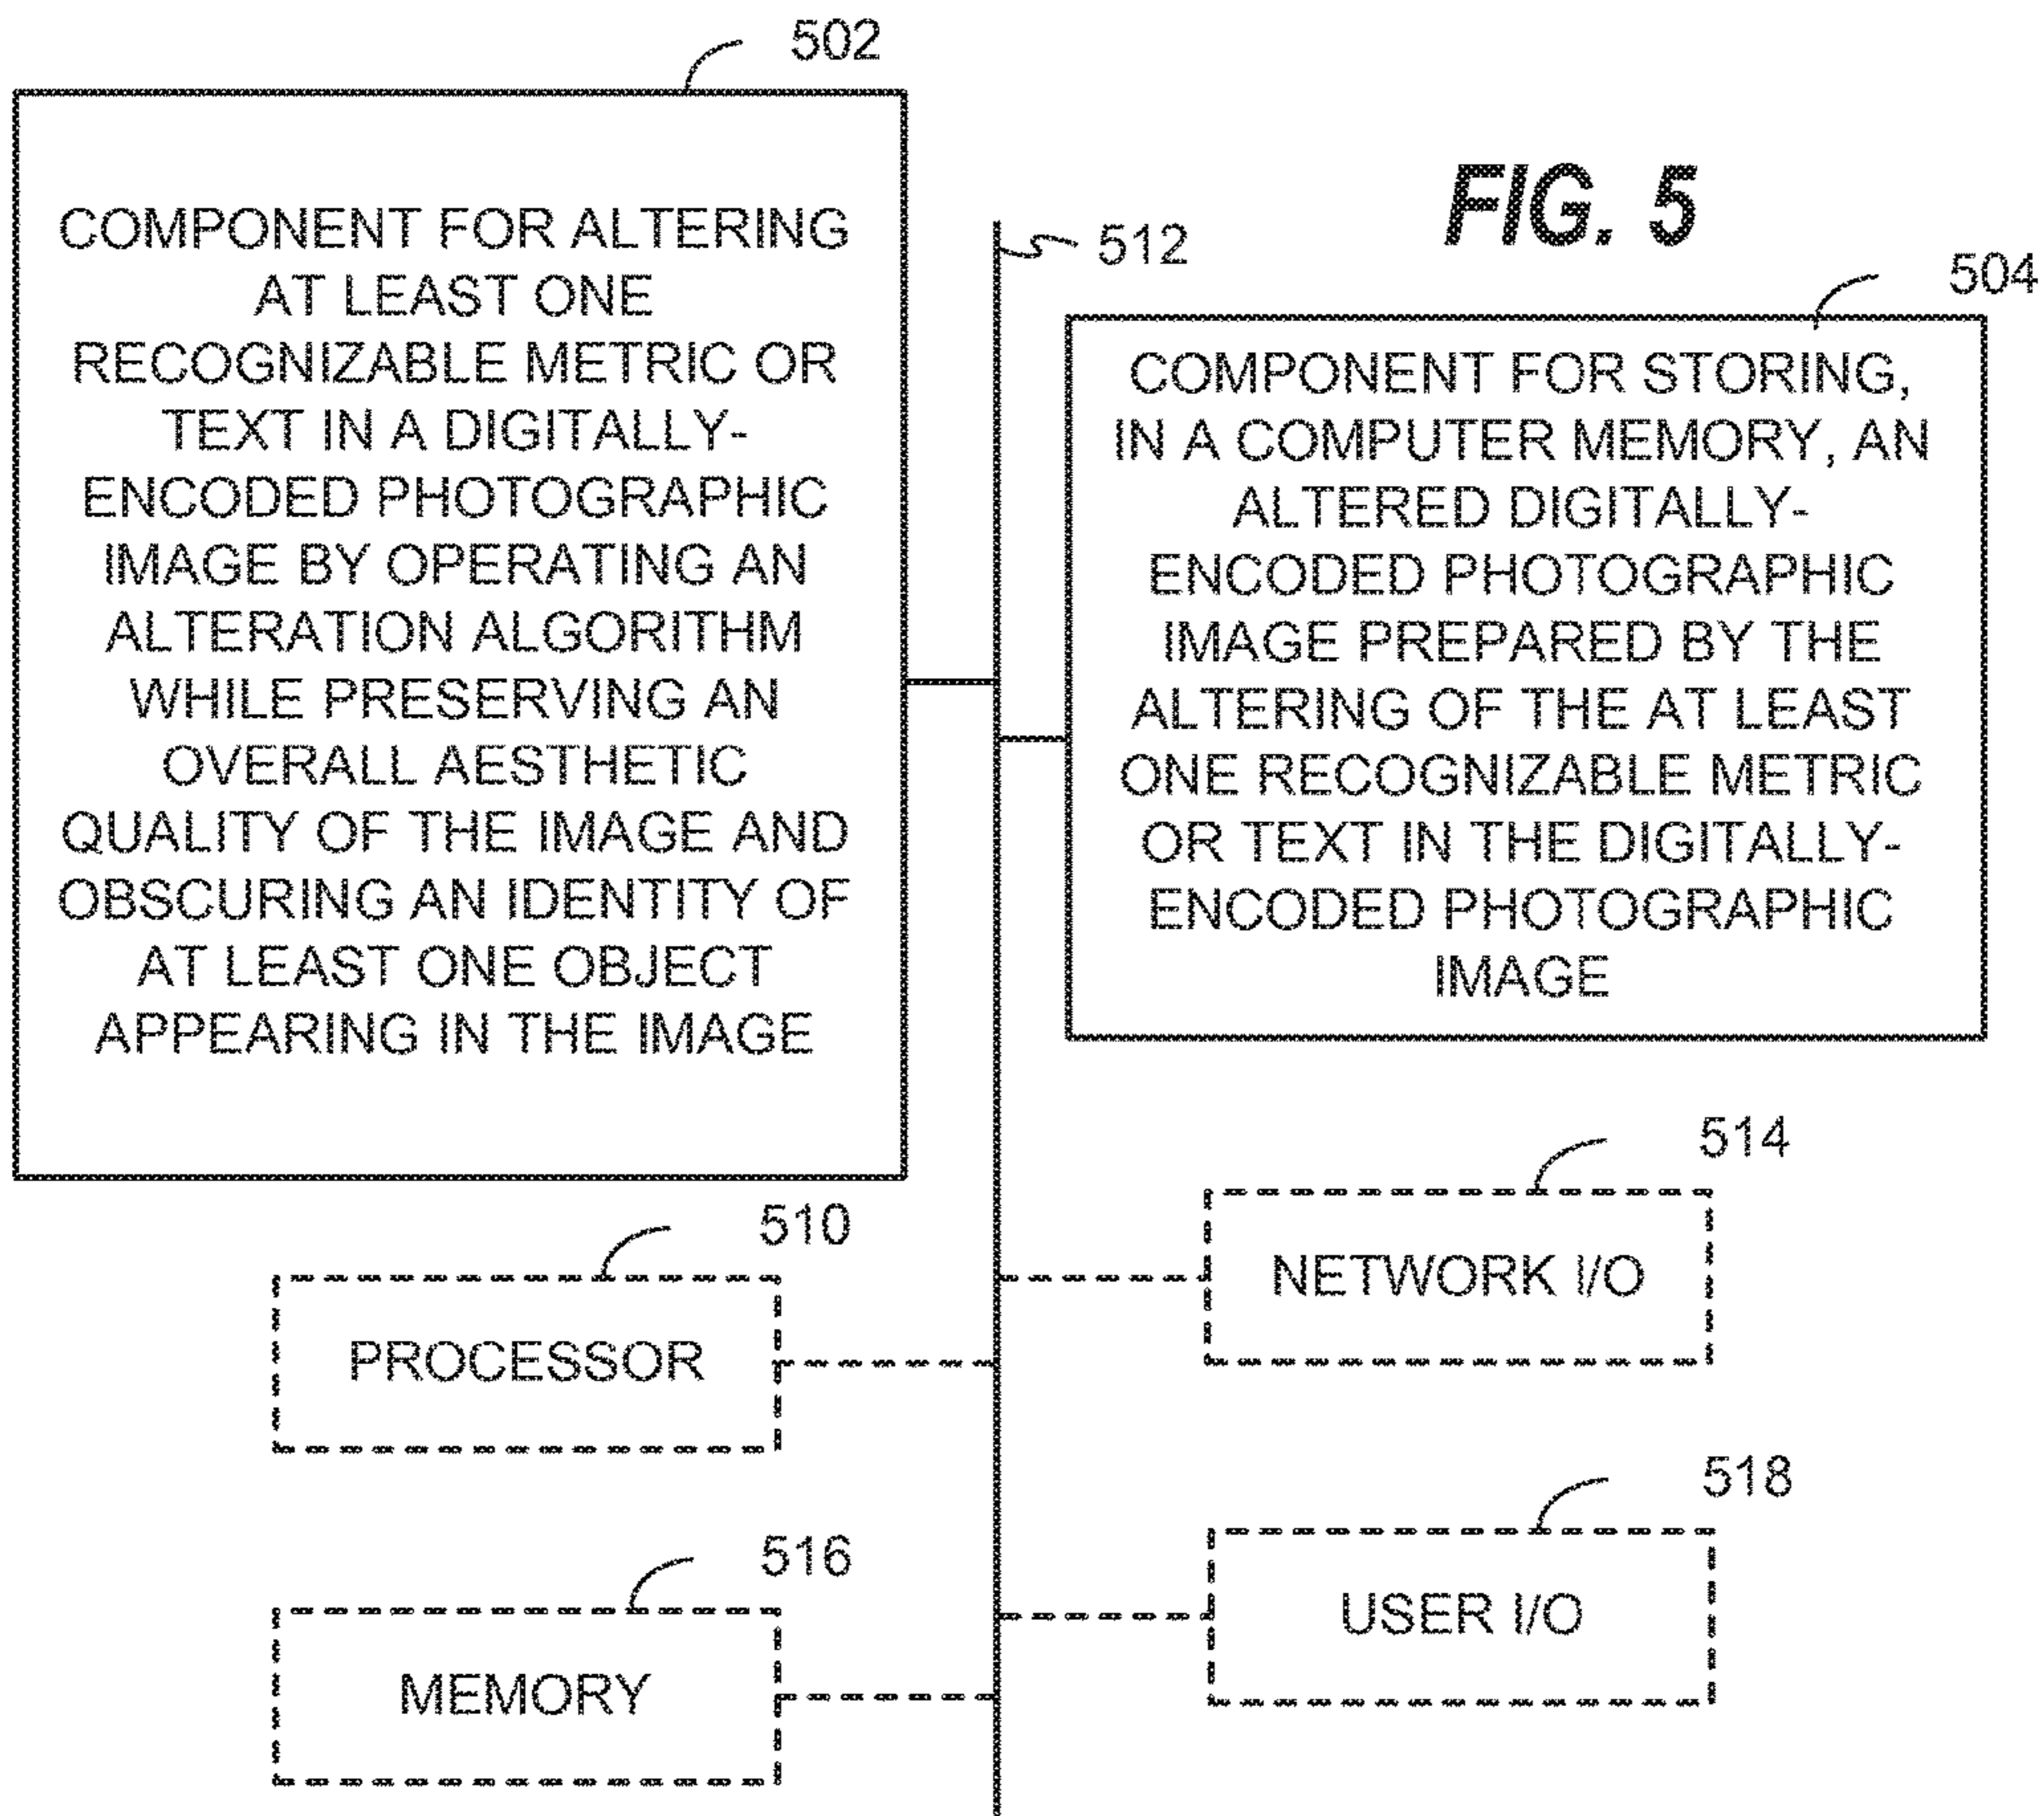 502
COMPONENT FOR ALTERING
AT LEAST ONE
RECOGNIZABLE METRIC OR
TEXT IN A DIGITALLY-
ENCODED PHOTOGRAPHIC
IMAGE BY OPERATING AN
ALTERATION ALGORITHM
WHILE PRESERVING AN
OVERALL AESTHETIC
QUALITY OF THE IMAGE AND
OBSCURING AN IDENTITY OF
AT LEAST ONE OBJECT
APPEARING IN THE IMAGE
FIG. 5
512
504
COMPONENT FOR STORING,
IN A COMPUTER MEMORY, AN
ALTERED DIGITALLY-
ENCODED PHOTOGRAPHIC
IMAGE PREPARED BY THE
ALTERING OF THE AT LEAST
ONE RECOGNIZABLE METRIC
OR TEXT IN THE DIGITALLY-
ENCODED PHOTOGRAPHIC
IMAGE
514
NETWORK I/O
510
PROCESSOR
518
USER I/O
516
MEMORY